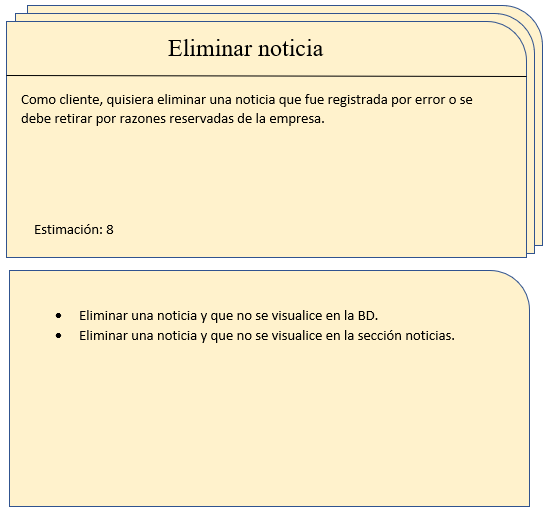 Eliminar noticia
Como cliente, quisiera eliminar una noticia que fue registrada por error o se
debe retirar por razones reservadas de la empresa.
Estimación: 8
• Eliminar una noticia y que no se visualice en la BD.
• Eliminar una noticia y que no se visualice en la sección noticias.